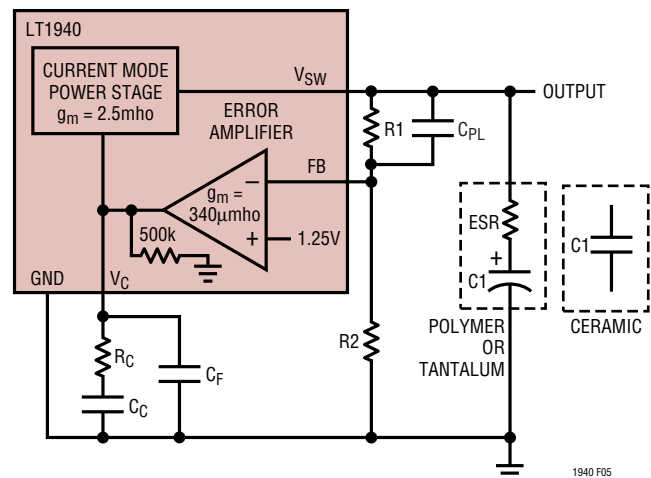 LT1940
CURRENT MODE
POWER STAGE
gm = 2.5mho
VSW
OUTPUT
ERROR
AMPLIFIER
R1
CPL
FB
gm =
340µmho
–
+
1.25V
500k
ESR
+
C1
C1
GND
VC
R2
POLYMER
OR
TANTALUM
CERAMIC
RC
CF
CC
1940 F05